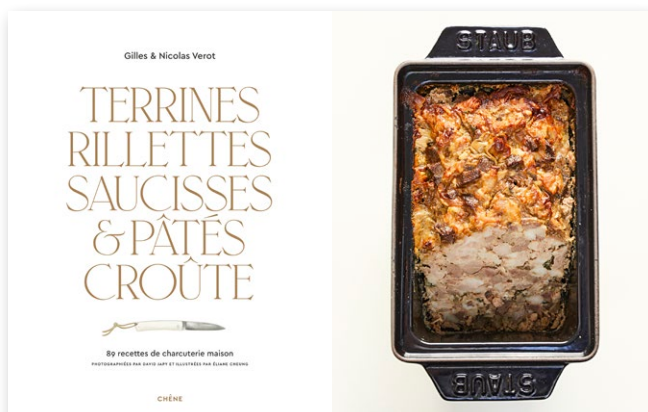 Gilles & Nicolas Verot
TERRINES
RILLETTES
SAUCISSES
& PÂTÉS
CROÛTE
89 recettes de charcuterie maison
PHOTOGRAPHIÉES PAR DAVID JAPY ET ILLUSTRÉES PAR ÉLIANE CHEUNG
CHÊNE
STAUB
STAUB